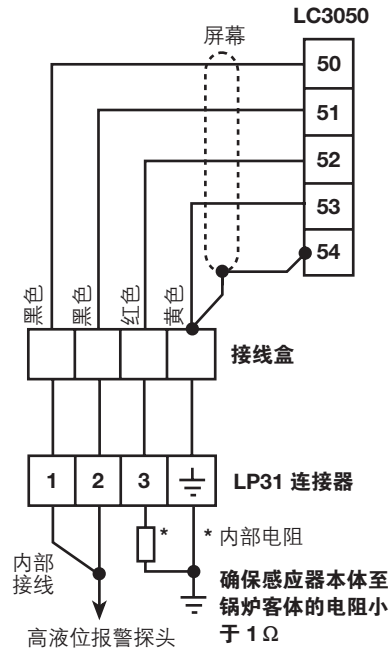 LC3050
屏幕
50
51
52
53
54
黑色
黑色
红色
黄色
接线盒
1 2 3
LP31 连接器
*
* 内部电阻
内部
接线
确保感应器本体至
锅炉客体的电阻小
于 1 Ω
高液位报警探头